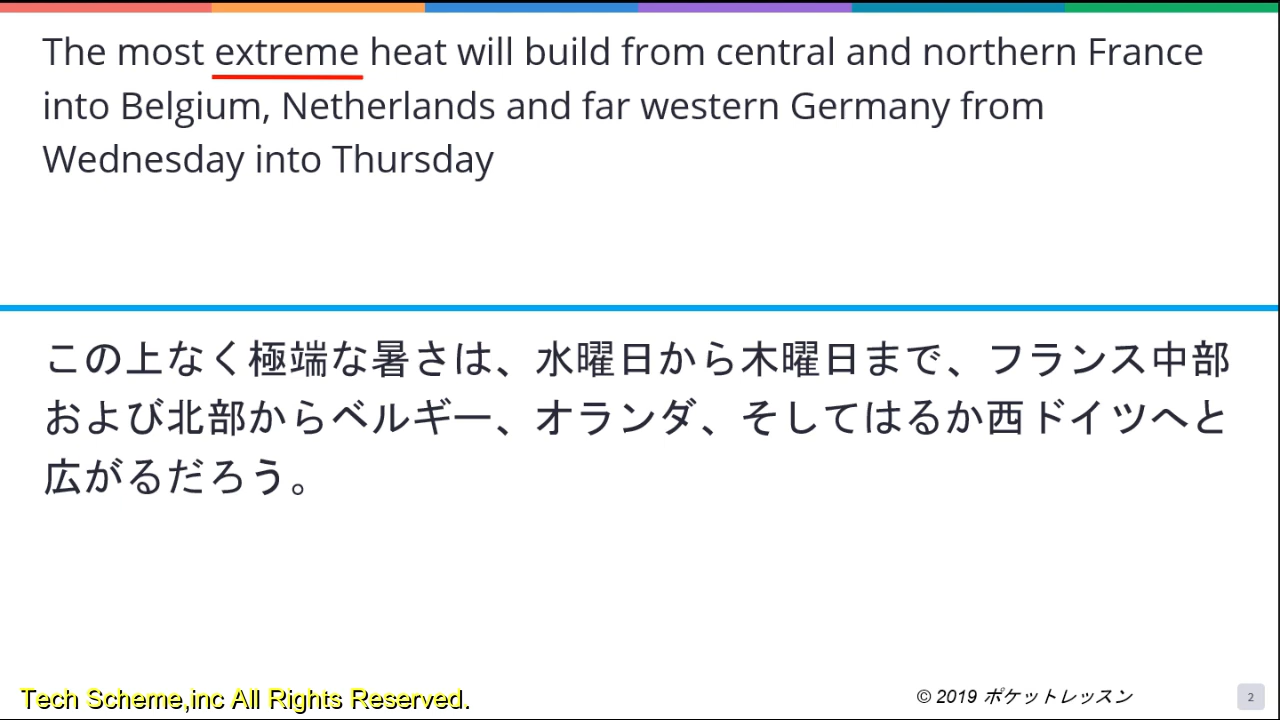 The most extreme heat will build from central and northern France
into Belgium, Netherlands and far western Germany from
Wednesday into Thursday
この上なく極端な暑さは、水曜日から木曜日まで、フランス中部
および北部からベルギー、オランダ、そしてはるか西ドイツへと
広がるだろう。
Tech Scheme,inc All Rights Reserved.
© 2019 ポケットレッスン
2